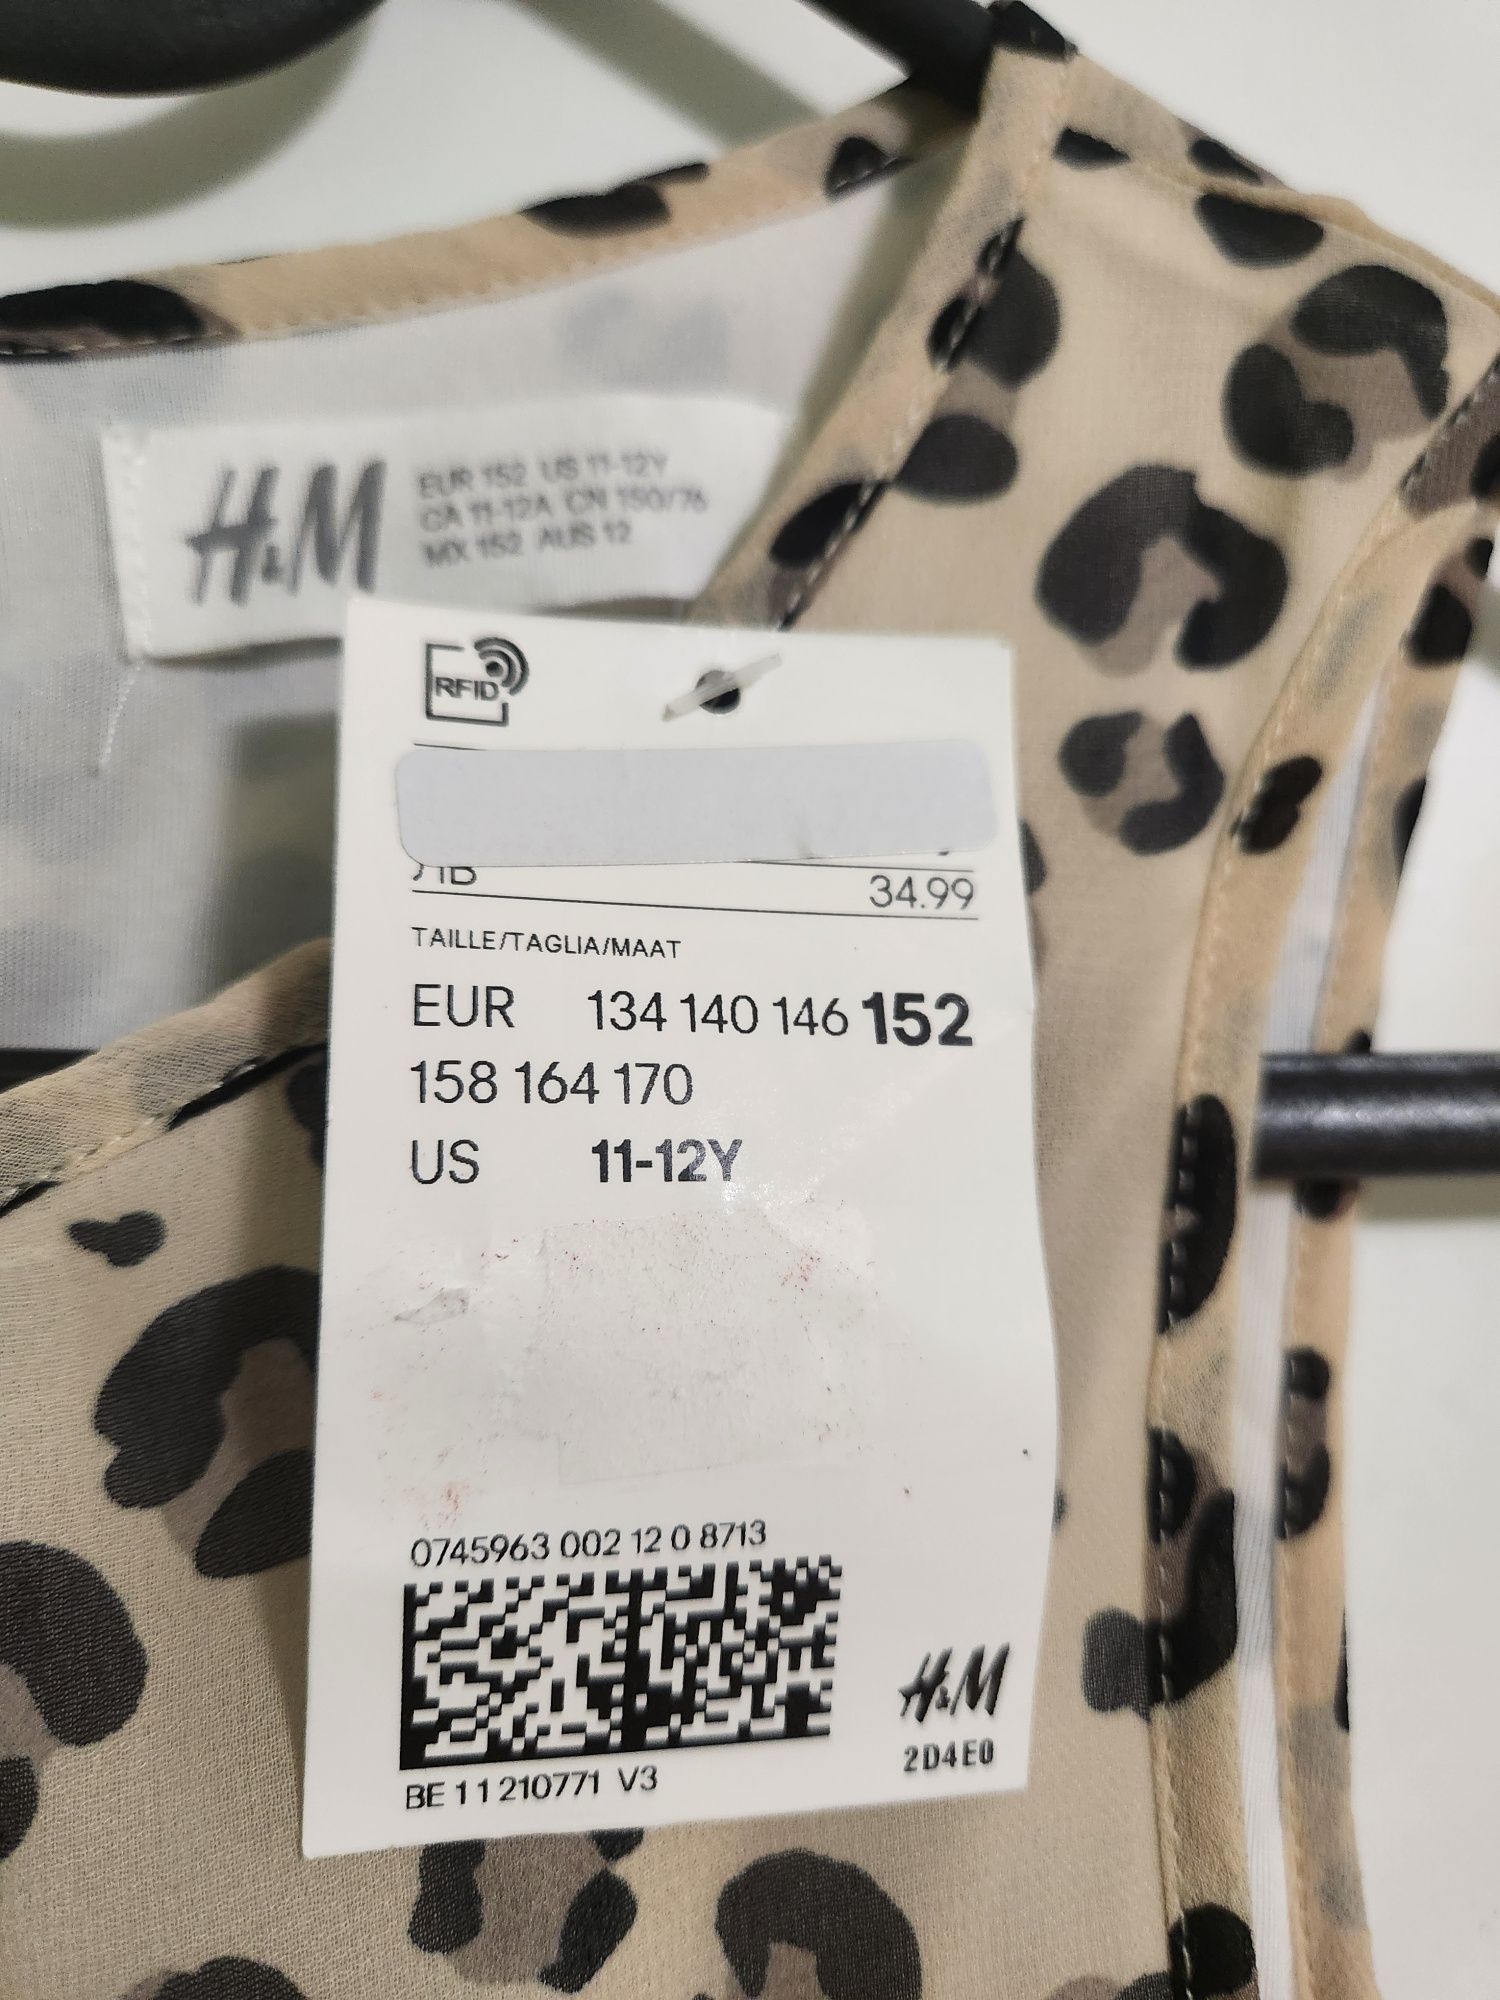 H&M
EUR 152 US 11-12Y
CA 11-12A CN 150/76
MX 152 AUS 12
RFID
34.99
TAILLE/TAGLIA/MAAT
EUR 134 140 146 152
158 164 170
US 11-12Y
0745963 002 12 0 8713
BE 1 1 210771 V3
H&M
2D4E0